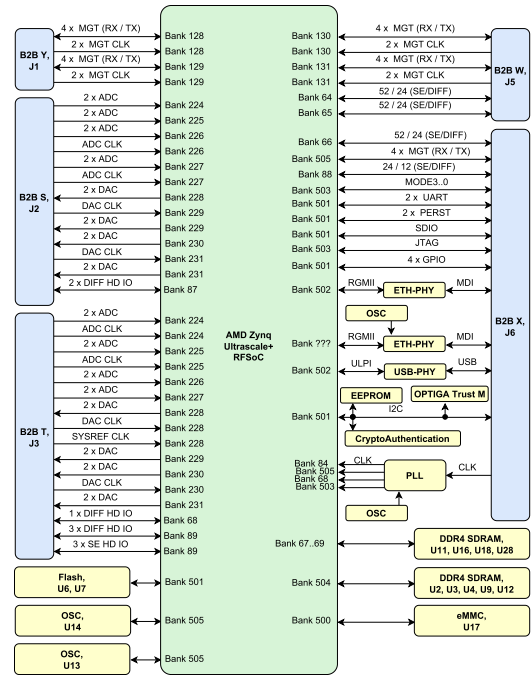 B2B Y,
J1
4 x MGT (RX / TX)
Bank 128
2 x MGT CLK
Bank 128
4 x MGT (RX / TX)
Bank 129
2 x MGT CLK
Bank 129
B2B S,
J2
2 x ADC
Bank 224
2 x ADC
Bank 225
2 x ADC
Bank 226
ADC CLK
Bank 226
2 x ADC
Bank 227
ADC CLK
Bank 227
2 x DAC
Bank 228
DAC CLK
Bank 229
2 x DAC
Bank 229
2 x DAC
Bank 230
DAC CLK
Bank 231
2 x DAC
Bank 231
2 x DIFF HD IO
Bank 87
B2B T,
J3
2 x ADC
Bank 224
ADC CLK
Bank 224
2 x ADC
Bank 225
ADC CLK
Bank 225
2 x ADC
Bank 226
2 x ADC
Bank 227
2 x DAC
Bank 228
DAC CLK
Bank 228
SYSREF CLK
Bank 228
2 x DAC
Bank 229
2 x DAC
Bank 230
DAC CLK
Bank 230
2 x DAC
Bank 231
1 x DIFF HD IO
Bank 68
3 x DIFF HD IO
Bank 89
3 x SE HD IO
Bank 89
Flash,
U6, U7
Bank 501
OSC,
U14
Bank 505
OSC,
U13
Bank 505
AMD Zynq
Ultrascale+
RFSoC
Bank 130
4 x MGT (RX / TX)
Bank 130
2 x MGT CLK
Bank 131
4 x MGT (RX / TX)
Bank 131
2 x MGT CLK
Bank 64
52 / 24 (SE/DIFF)
Bank 65
52 / 24 (SE/DIFF)
B2B W,
J5
Bank 66
52 / 24 (SE/DIFF)
Bank 505
4 x MGT (RX / TX)
Bank 88
24 / 12 (SE/DIFF)
Bank 503
MODE3..0
Bank 501
2 x UART
Bank 501
2 x PERST
Bank 501
SDIO
Bank 503
JTAG
Bank 501
4 x GPIO
Bank 502
RGMII
ETH-PHY
MDI
OSC
Bank ???
RGMII
ETH-PHY
MDI
Bank 502
ULPI
USB-PHY
USB
B2B X,
J6
EEPROM
OPTIGA Trust M
Bank 501
I2C
CryptoAuthentication
Bank 84
Bank 505
Bank 68
Bank 503
CLK
PLL
CLK
OSC
Bank 67..69
DDR4 SDRAM,
U11, U16, U18, U28
Bank 504
DDR4 SDRAM,
U2, U3, U4, U9, U12
Bank 500
eMMC,
U17